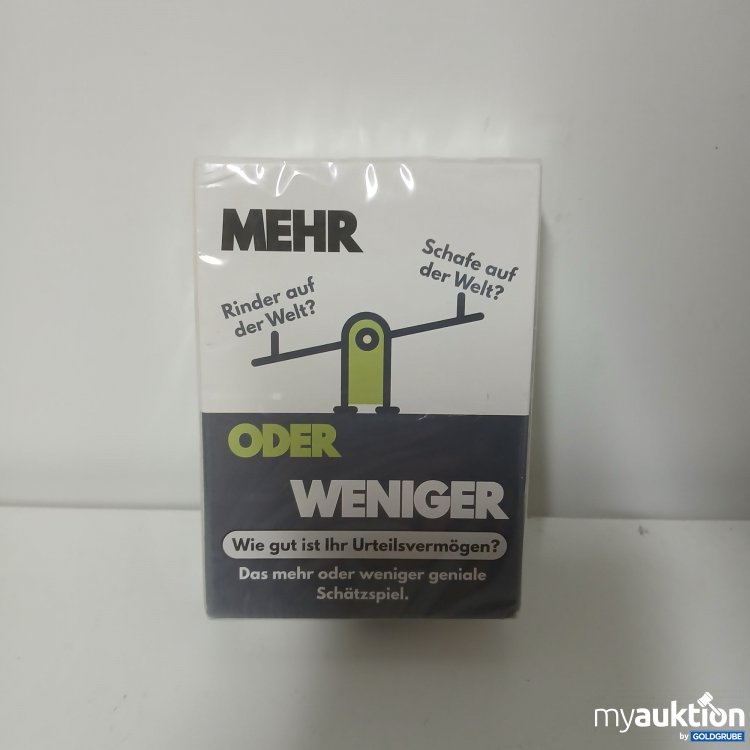 MEHR
Schafe auf
der Welt?
Rinder auf
der Welt?
ODER
WENIGER
Wie gut ist Ihr Urteilsvermögen?
Das mehr oder weniger geniale
Schätzspiel.
myauktion
by GOLDGRUBE